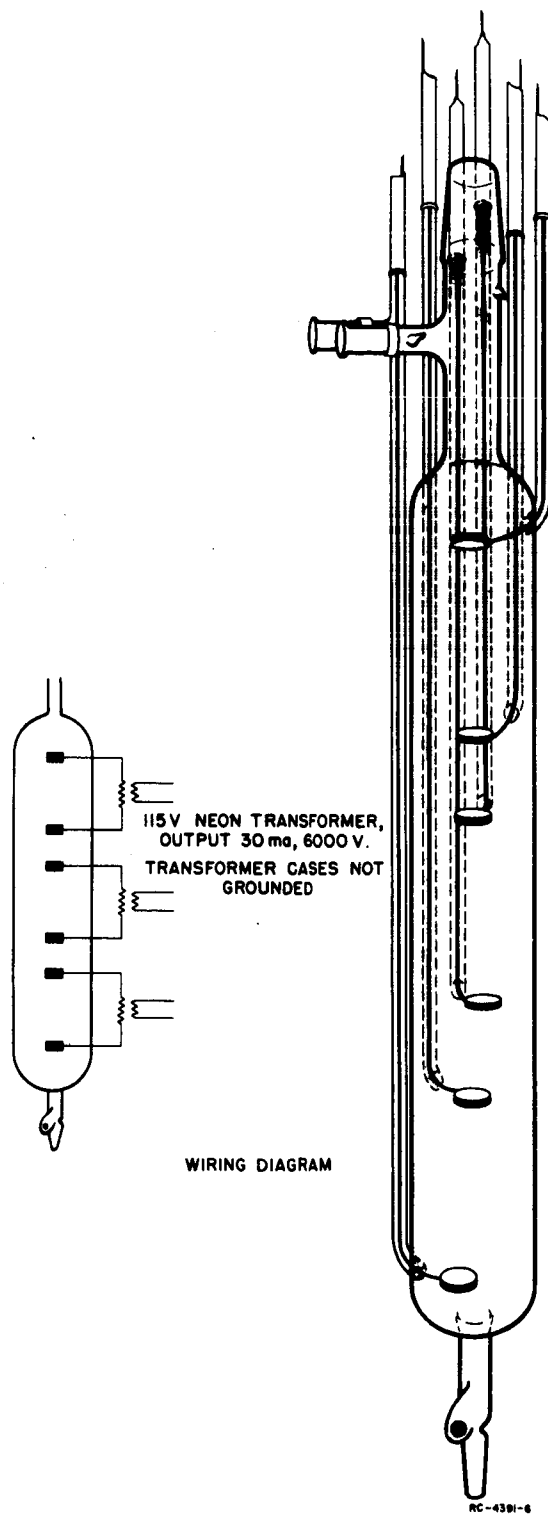 115V NEON TRANSFORMER,
OUTPUT 30 ma, 6000 V.
TRANSFORMER CASES NOT
GROUNDED
WIRING DIAGRAM
RC-4391-6